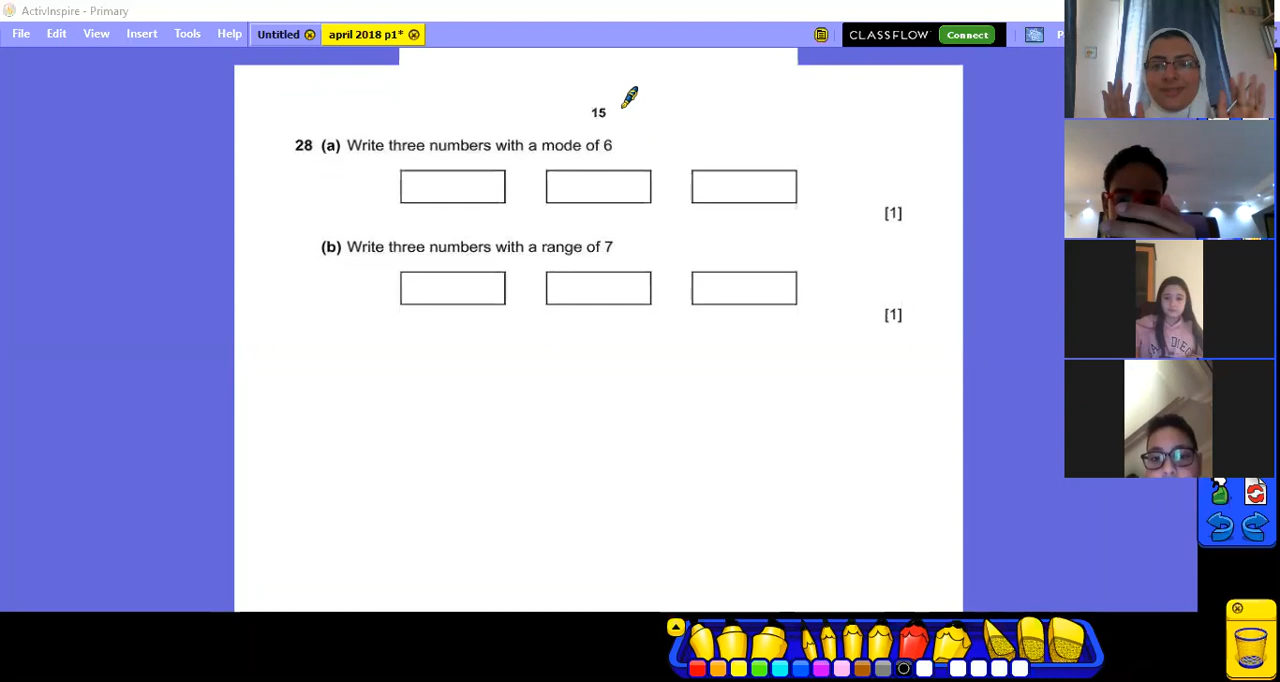 ActivInspire - Primary
File Edit View Insert Tools Help Untitled april 2018 p1* CLASSFLOW Connect
15
28 (a) Write three numbers with a mode of 6
[1]
(b) Write three numbers with a range of 7
[1]